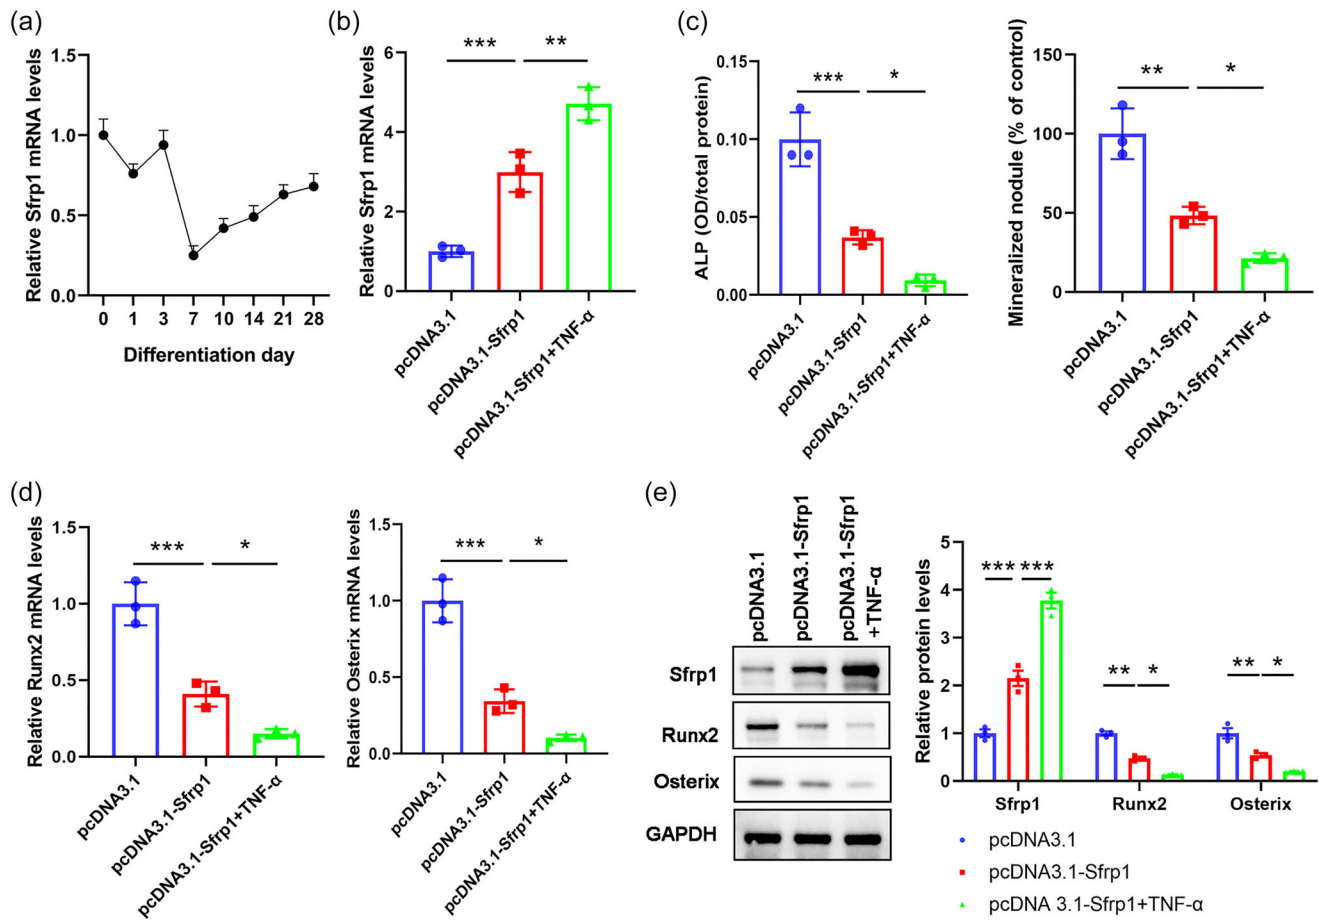 (a)
Relative Sfrp1 mRNA levels
1.5
1.0
0.5
0.0
0 1 3 7 10 14 21 28
Differentiation day
(b)
Relative Sfrp1 mRNA levels
6
4
2
0
*** **
pcDNA3.1
pcDNA3.1-Sfrp1
pcDNA3.1-Sfrp1+TNF-α
(c)
ALP (OD/total protein)
0.15
0.10
0.05
0.00
*** *
pcDNA3.1
pcDNA3.1-Sfrp1
pcDNA3.1-Sfrp1+TNF-α
Mineralized nodule (% of control)
150
100
50
0
** *
pcDNA3.1
pcDNA3.1-Sfrp1
pcDNA3.1-Sfrp1+TNF-α
(d)
Relative Runx2 mRNA levels
1.5
1.0
0.5
0.0
*** *
pcDNA3.1
pcDNA3.1-Sfrp1
pcDNA3.1-Sfrp1+TNF-α
Relative Osterix mRNA levels
1.5
1.0
0.5
0.0
*** *
pcDNA3.1
pcDNA3.1-Sfrp1
pcDNA3.1-Sfrp1+TNF-α
(e)
pcDNA3.1
pcDNA3.1-Sfrp1
pcDNA3.1-Sfrp1
+TNF-α
Sfrp1
Runx2
Osterix
GAPDH
Relative protein levels
5
4
3
2
1
0
*** ***
** *
** *
Sfrp1 Runx2 Osterix
pcDNA3.1
pcDNA3.1-Sfrp1
pcDNA 3.1-Sfrp1+TNF-α